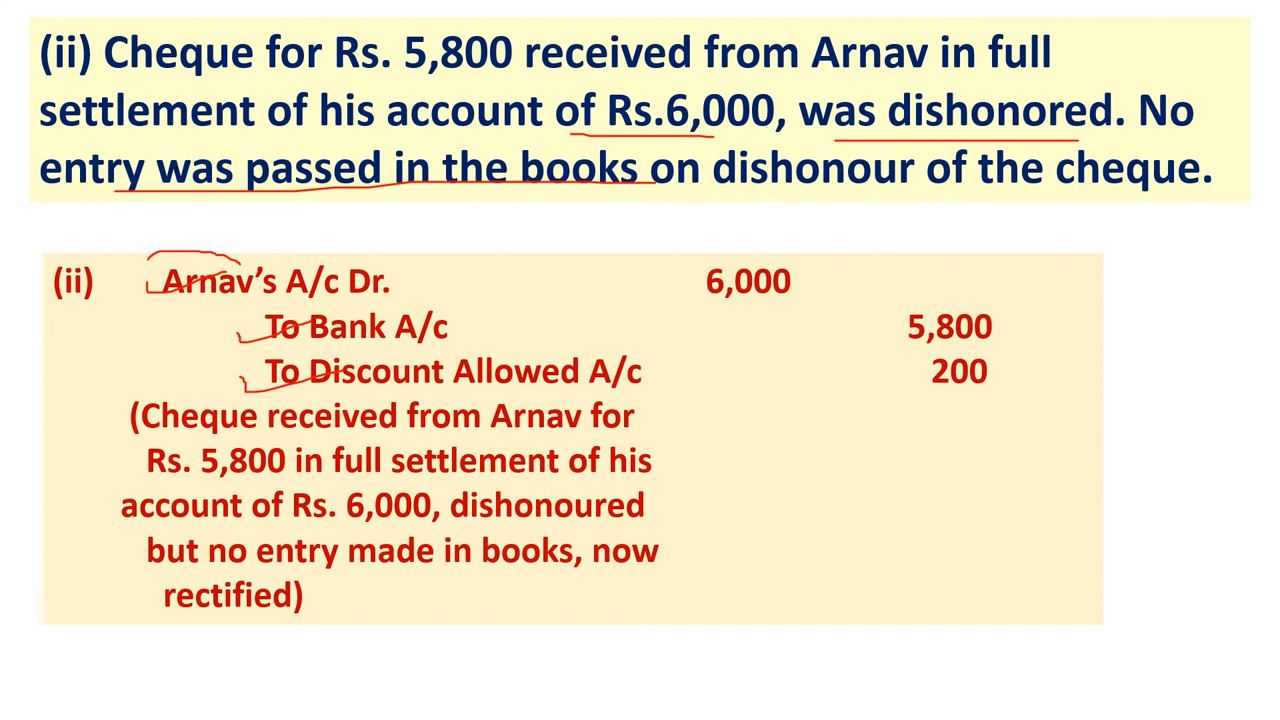 (ii) Cheque for Rs. 5,800 received from Arnav in full
settlement of his account of Rs.6,000, was dishonored. No
entry was passed in the books on dishonour of the cheque.
(ii) Arnav's A/c Dr. 6,000
To Bank A/c 5,800
To Discount Allowed A/c 200
(Cheque received from Arnav for
Rs. 5,800 in full settlement of his
account of Rs. 6,000, dishonoured
but no entry made in books, now
rectified)